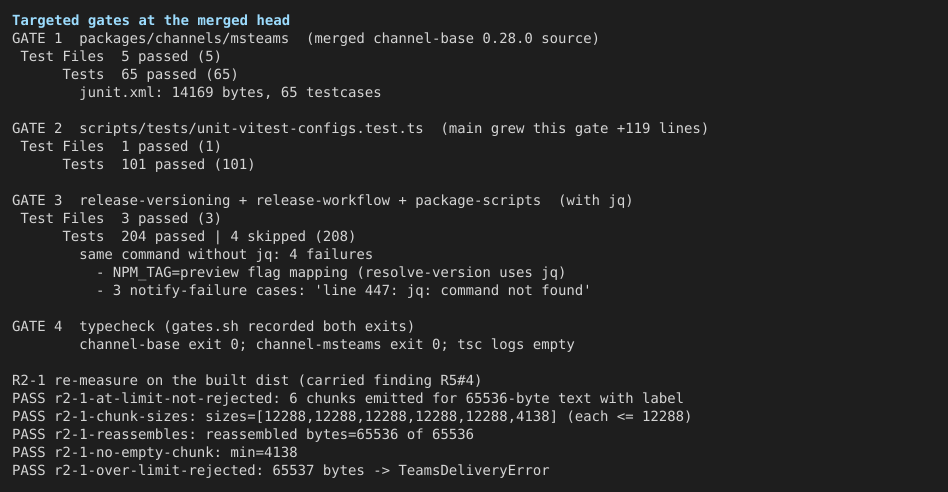 Targeted gates at the merged head
GATE 1  packages/channels/msteams  (merged channel-base 0.28.0 source)
 Test Files  5 passed (5)
      Tests  65 passed (65)
        junit.xml: 14169 bytes, 65 testcases

GATE 2  scripts/tests/unit-vitest-configs.test.ts  (main grew this gate +119 lines)
 Test Files  1 passed (1)
      Tests  101 passed (101)

GATE 3  release-versioning + release-workflow + package-scripts  (with jq)
 Test Files  3 passed (3)
      Tests  204 passed | 4 skipped (208)
        same command without jq: 4 failures
          - NPM_TAG=preview flag mapping (resolve-version uses jq)
          - 3 notify-failure cases: 'line 447: jq: command not found'

GATE 4  typecheck (gates.sh recorded both exits)
        channel-base exit 0; channel-msteams exit 0; tsc logs empty

R2-1 re-measure on the built dist (carried finding R5#4)
PASS r2-1-at-limit-not-rejected: 6 chunks emitted for 65536-byte text with label
PASS r2-1-chunk-sizes: sizes=[12288,12288,12288,12288,12288,4138] (each <= 12288)
PASS r2-1-reassembles: reassembled bytes=65536 of 65536
PASS r2-1-no-empty-chunk: min=4138
PASS r2-1-over-limit-rejected: 65537 bytes -> TeamsDeliveryError